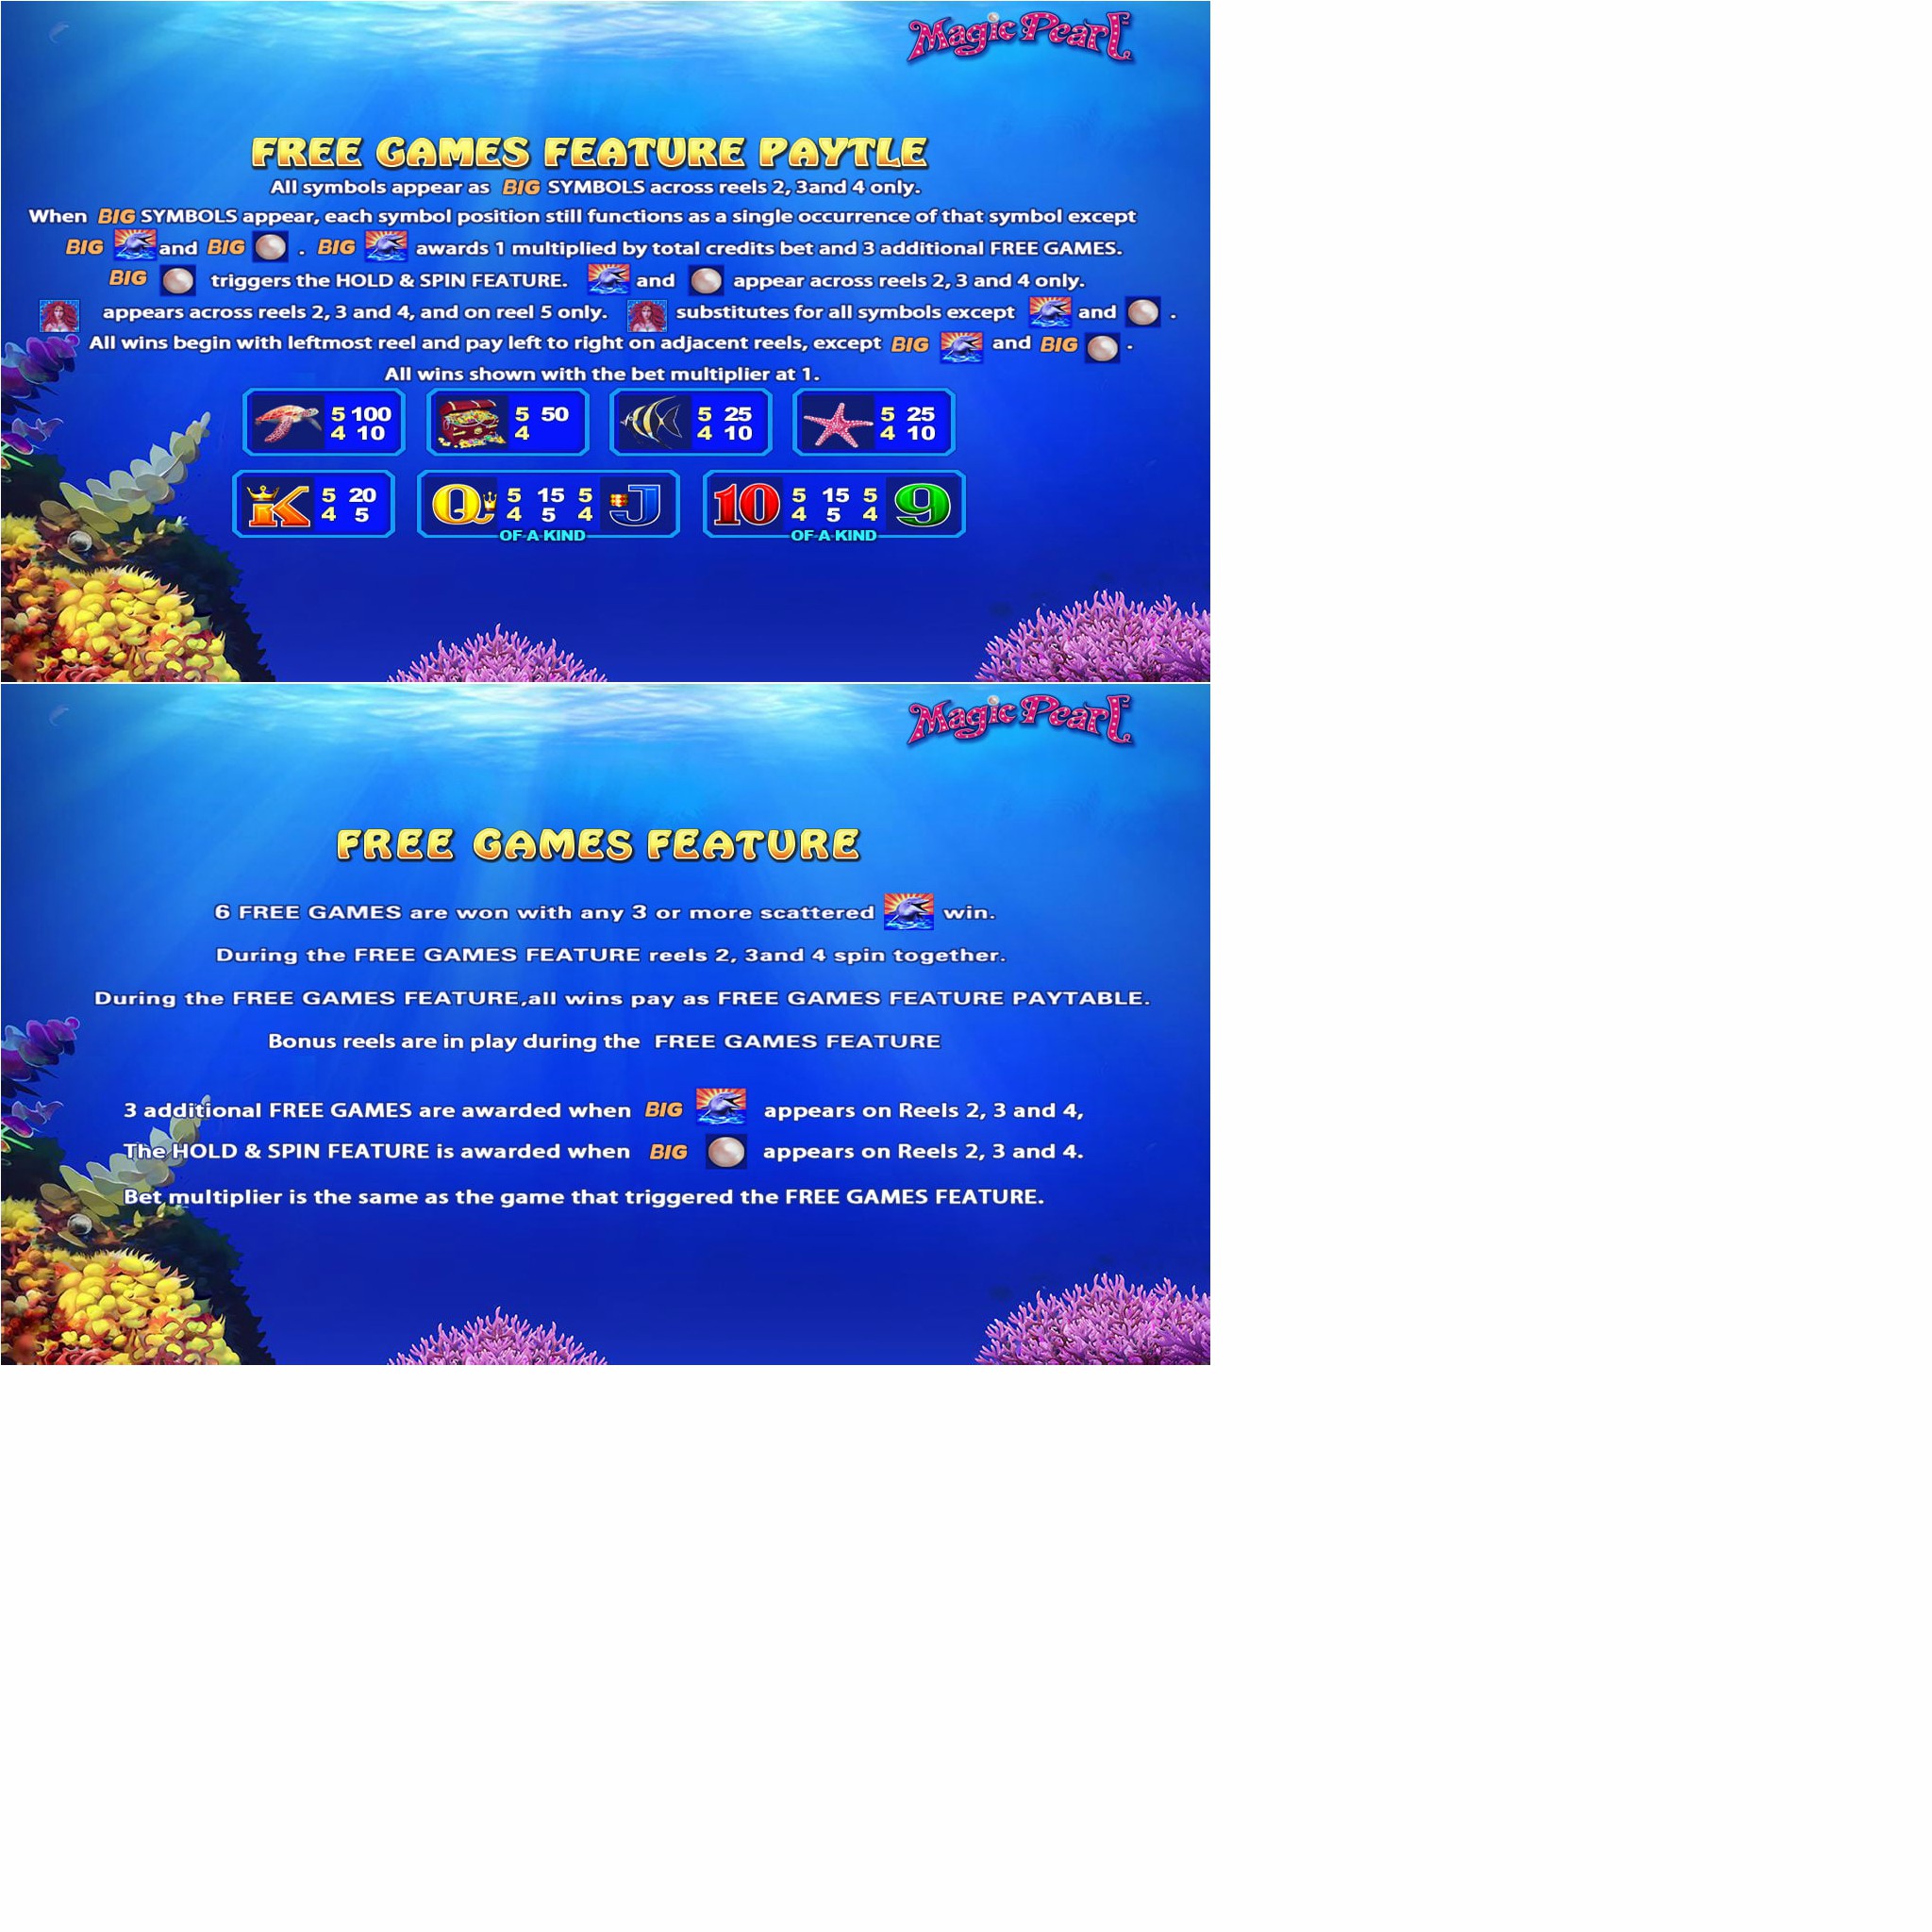 Magic Pearl
FREE GAMES FEATURE PAYTLE
All symbols appear as BIG SYMBOLS across reels 2, 3and 4 only.
When BIG SYMBOLS appear, each symbol position still functions as a single occurrence of that symbol except
BIG and BIG . BIG awards 1 multiplied by total credits bet and 3 additional FREE GAMES.
BIG triggers the HOLD & SPIN FEATURE. and appear across reels 2, 3 and 4 only.
appears across reels 2, 3 and 4, and on reel 5 only. substitutes for all symbols except and .
All wins begin with leftmost reel and pay left to right on adjacent reels, except BIG and BIG .
All wins shown with the bet multiplier at 1.
5 100 5 50 5 25 5 25
4 10 4 4 10 4 10
K 5 20 Q 5 15 5 J 10 5 15 5 9
4 5 4 5 4 4 5 4
OF A KIND OF A KIND
Magic Pearl
FREE GAMES FEATURE
6 FREE GAMES are won with any 3 or more scattered win.
During the FREE GAMES FEATURE reels 2, 3and 4 spin together.
During the FREE GAMES FEATURE,all wins pay as FREE GAMES FEATURE PAYTABLE.
Bonus reels are in play during the FREE GAMES FEATURE
3 additional FREE GAMES are awarded when BIG appears on Reels 2, 3 and 4,
The HOLD & SPIN FEATURE is awarded when BIG appears on Reels 2, 3 and 4.
Bet multiplier is the same as the game that triggered the FREE GAMES FEATURE.